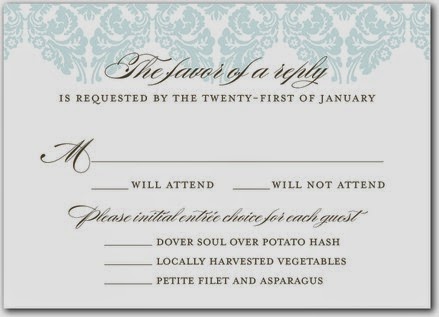 The favor of a reply
IS REQUESTED BY THE TWENTY-FIRST OF JANUARY
M
WILL ATTEND WILL NOT ATTEND
Please initial entrée choice for each guest
DOVER SOUL OVER POTATO HASH
LOCALLY HARVESTED VEGETABLES
PETITE FILET AND ASPARAGUS